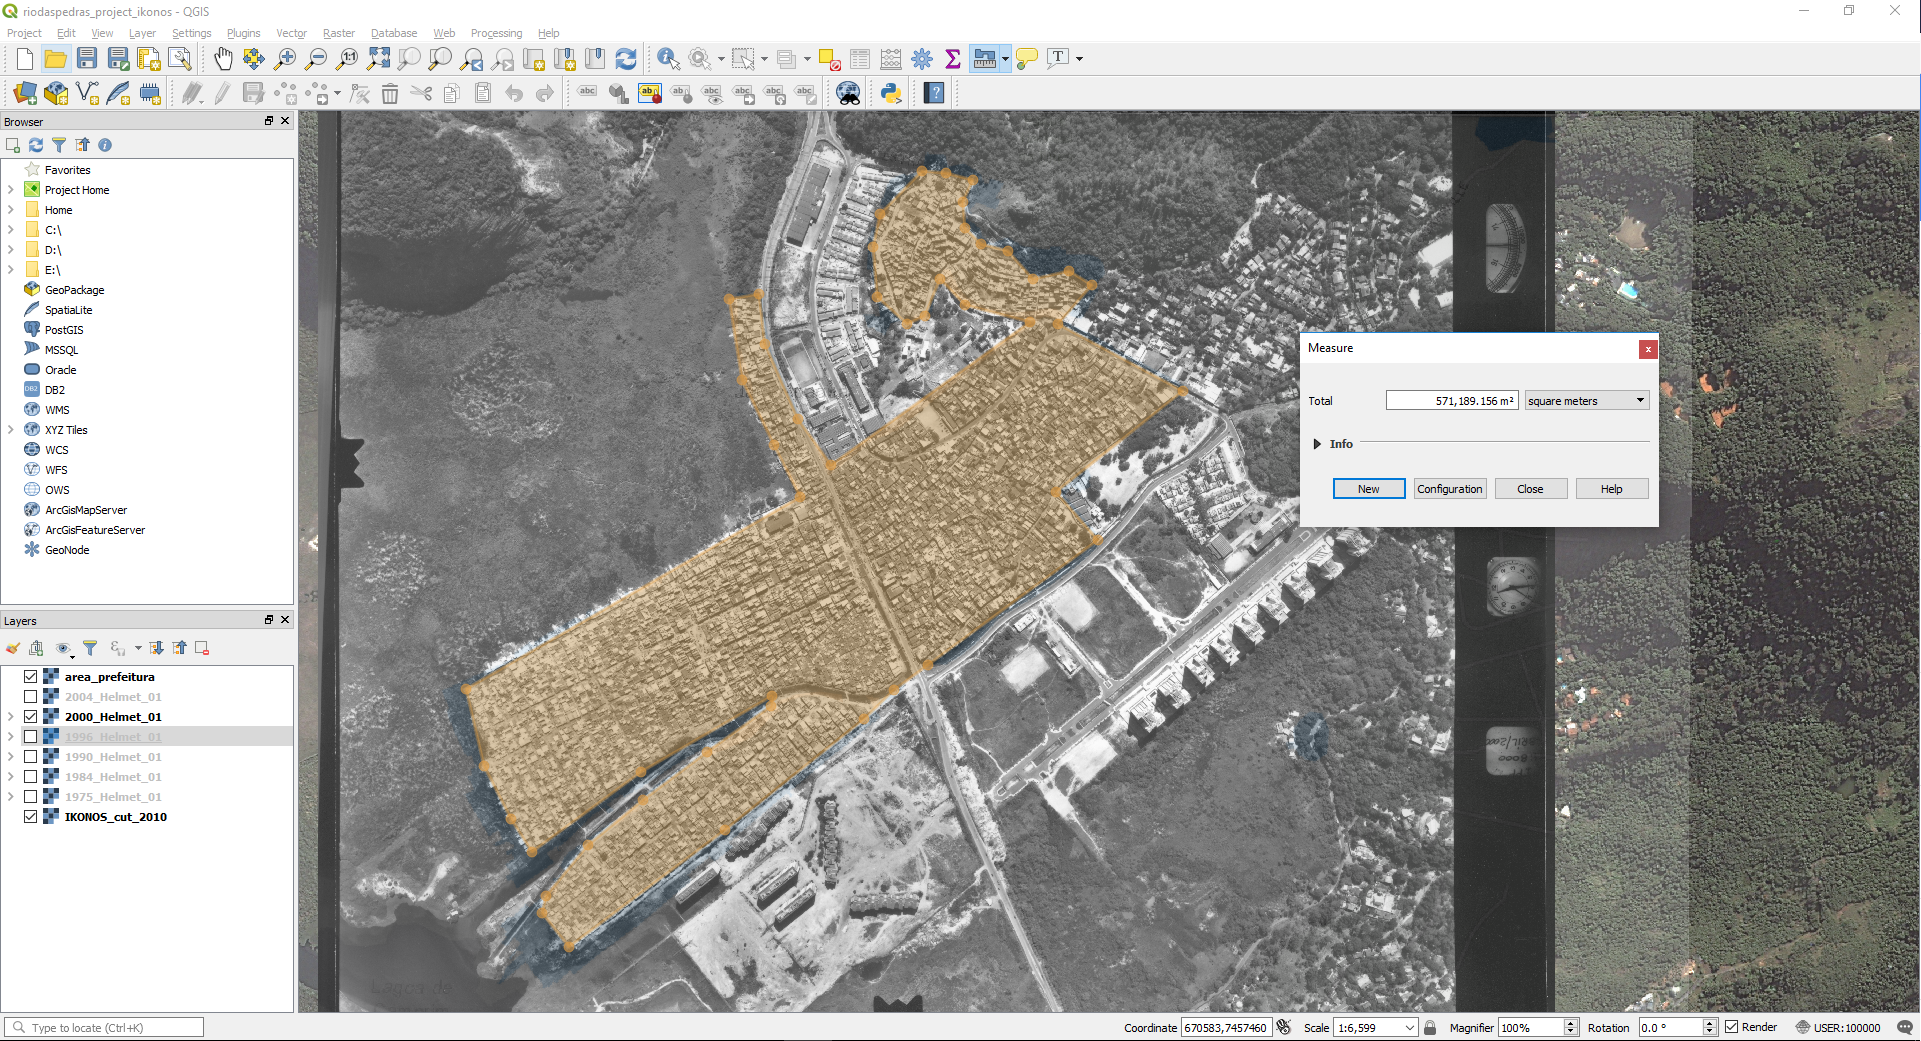 riodaspedras_project_ikonos - QGIS
Project Edit View Layer Settings Plugins Vector Raster Database Web Processing Help
Browser
Favorites
Project Home
Home
C:\
D:\
E:\
GeoPackage
SpatiaLite
PostGIS
MSSQL
Oracle
DB2
WMS
XYZ Tiles
WCS
WFS
OWS
ArcGisMapServer
ArcGisFeatureServer
GeoNode
Layers
area_prefeitura
2004_Helmet_01
2000_Helmet_01
1996_Helmet_01
1990_Helmet_01
1984_Helmet_01
1975_Helmet_01
IKONOS_cut_2010
Measure
Total 571,189.156 m² square meters
Info
New Configuration Close Help
Lagoa de
Type to locate (Ctrl+K)
Coordinate 670583,7457460 Scale 1:6,599 Magnifier 100% Rotation 0.0 ° Render USER:100000